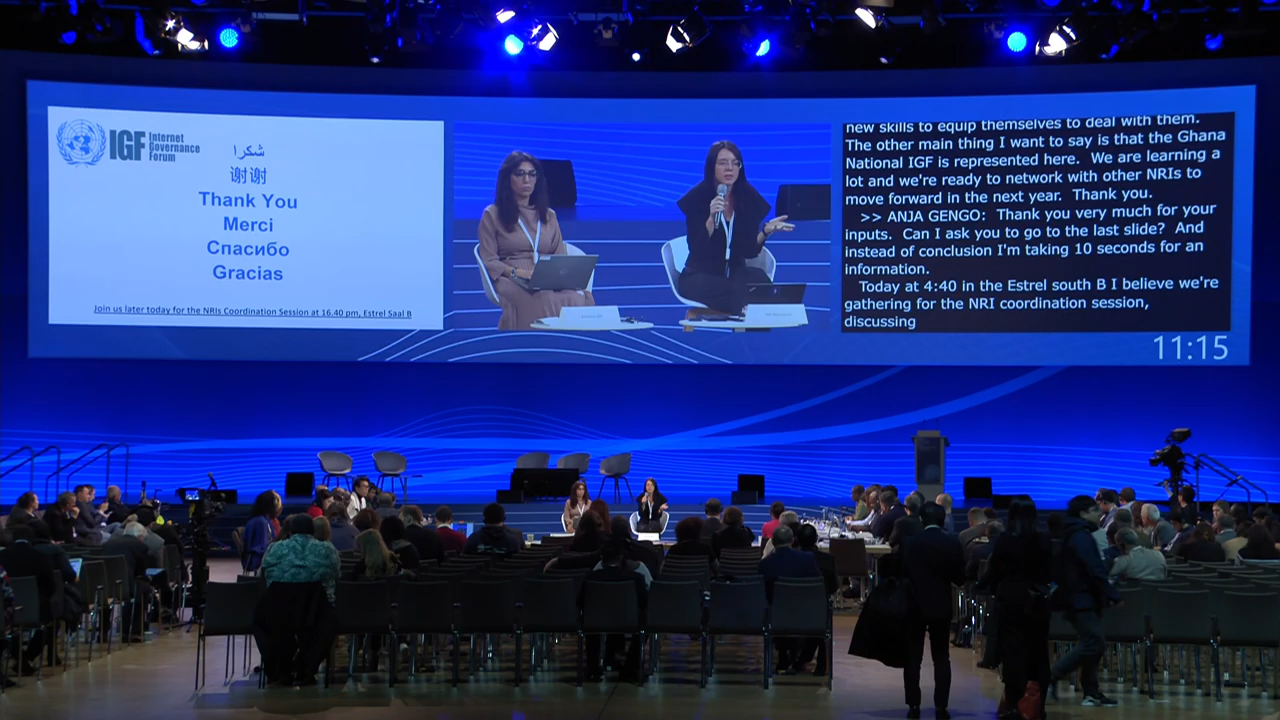 IGF Internet
Governance
Forum
شكرا
谢谢
Thank You
Merci
Спасибо
Gracias
Join us later today for the NRIs Coordination Session at 16.40 pm, Estrel Saal B
new skills to equip themselves to deal with them.
The other main thing I want to say is that the Ghana
National IGF is represented here. We are learning a
lot and we're ready to network with other NRIs to
move forward in the next year. Thank you.
>> ANJA GENGO: Thank you very much for your
inputs. Can I ask you to go to the last slide? And
instead of conclusion I'm taking 10 seconds for an
information.
Today at 4:40 in the Estrel south B I believe we're
gathering for the NRI coordination session,
discussing
11:15